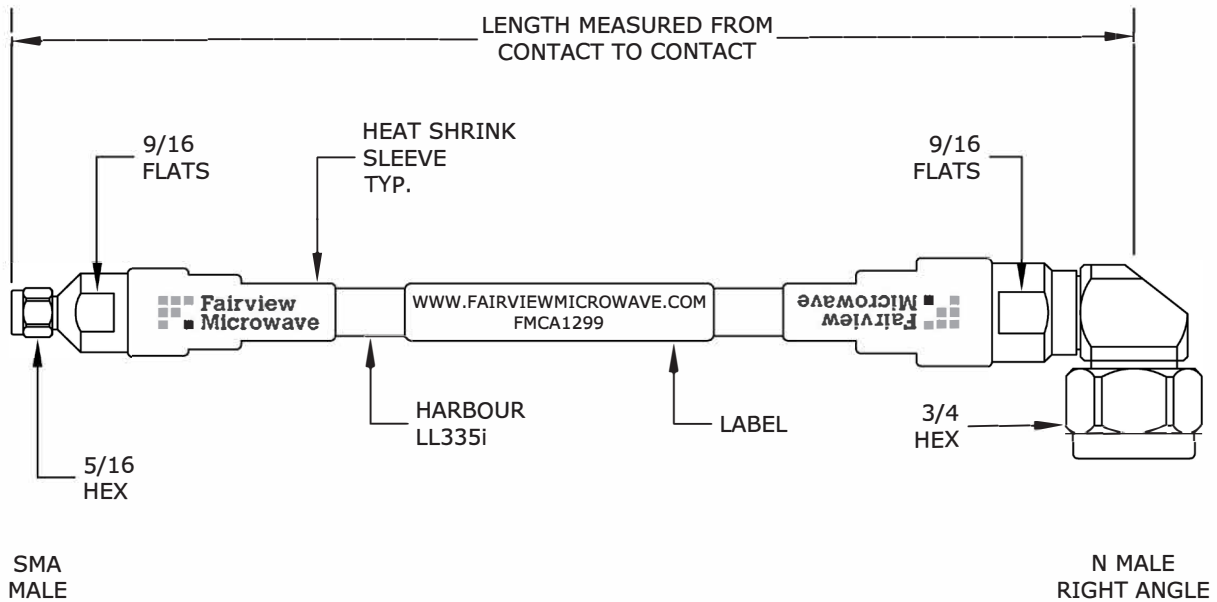 LENGTH MEASURED FROM
CONTACT TO CONTACT
9/16
FLATS
HEAT SHRINK
SLEEVE
TYP.
9/16
FLATS
Fairview
Microwave
WWW.FAIRVIEWMICROWAVE.COM
FMCA1299
Fairview
Microwave
HARBOUR
LL335i
LABEL
3/4
HEX
5/16
HEX
SMA
MALE
N MALE
RIGHT ANGLE